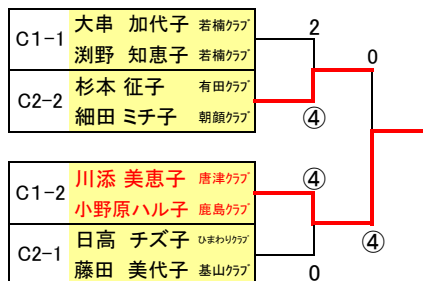 C1-1 大串 加代子 若楠ｸﾗﾌﾞ
渕野 知恵子 若楠ｸﾗﾌﾞ
2
0
C2-2 杉本 征子 有田ｸﾗﾌﾞ
細田 ミチ子 朝顔ｸﾗﾌﾞ
④
C1-2 川添 美恵子 唐津ｸﾗﾌﾞ
小野原ハル子 鹿島ｸﾗﾌﾞ
④
④
C2-1 日高 チズ子 ひまわりｸﾗﾌﾞ
藤田 美代子 基山ｸﾗﾌﾞ
0